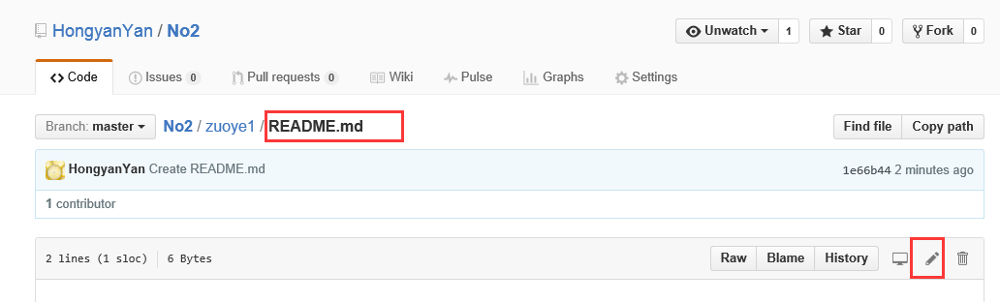 HongyanYan / No2 Unwatch 1 Star 0 Fork 0
Code Issues 0 Pull requests 0 Wiki Pulse Graphs Settings
Branch: master No2 / zuoye1 / README.md Find file Copy path
HongyanYan Create README.md 1e66b44 2 minutes ago
1 contributor
2 lines (1 sloc) 6 Bytes Raw Blame History